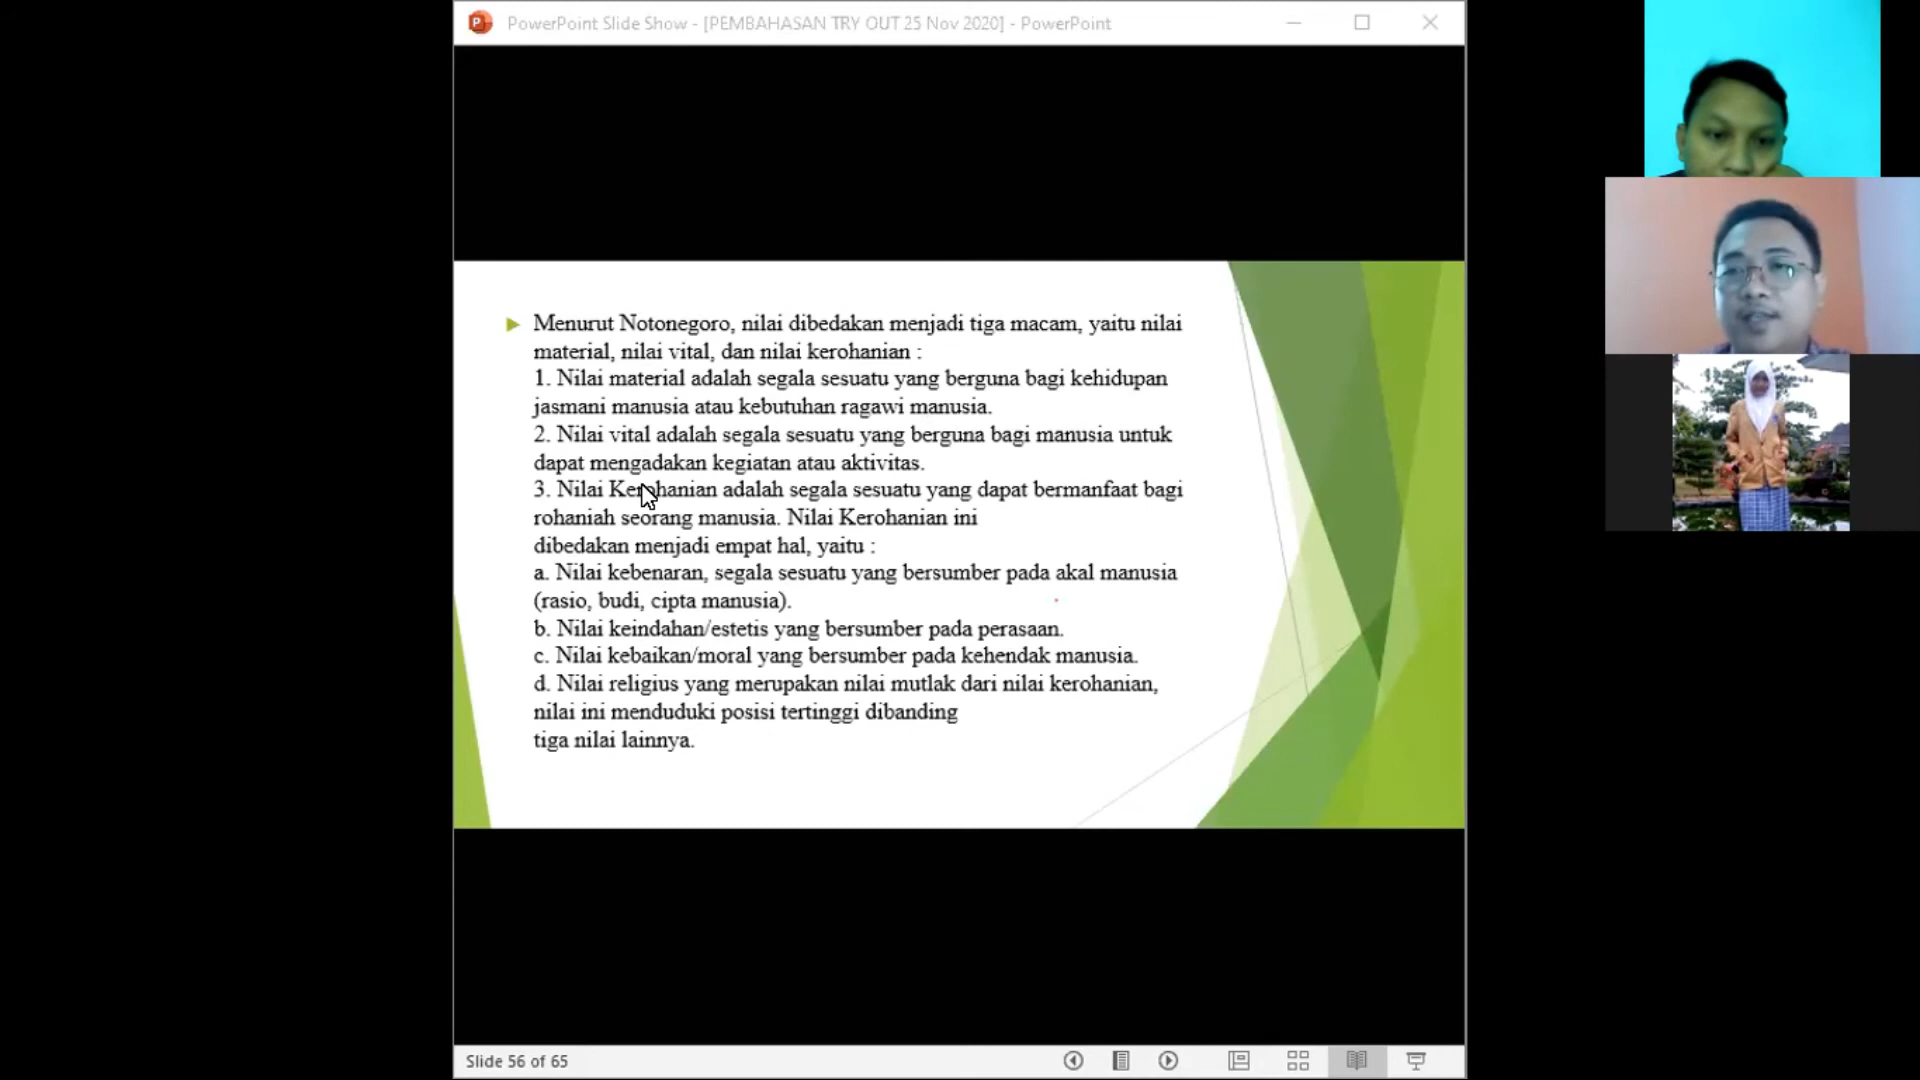 PowerPoint Slide Show - [PEMBAHASAN TRY OUT 25 Nov 2020] - PowerPoint
Menurut Notonegoro, nilai dibedakan menjadi tiga macam, yaitu nilai
material, nilai vital, dan nilai kerohanian :
1. Nilai material adalah segala sesuatu yang berguna bagi kehidupan
jasmani manusia atau kebutuhan ragawi manusia.
2. Nilai vital adalah segala sesuatu yang berguna bagi manusia untuk
dapat mengadakan kegiatan atau aktivitas.
3. Nilai Kerohanian adalah segala sesuatu yang dapat bermanfaat bagi
rohaniah seorang manusia. Nilai Kerohanian ini
dibedakan menjadi empat hal, yaitu :
a. Nilai kebenaran, segala sesuatu yang bersumber pada akal manusia
(rasio, budi, cipta manusia).
b. Nilai keindahan/estetis yang bersumber pada perasaan.
c. Nilai kebaikan/moral yang bersumber pada kehendak manusia.
d. Nilai religius yang merupakan nilai mutlak dari nilai kerohanian,
nilai ini menduduki posisi tertinggi dibanding
tiga nilai lainnya.
Slide 56 of 65